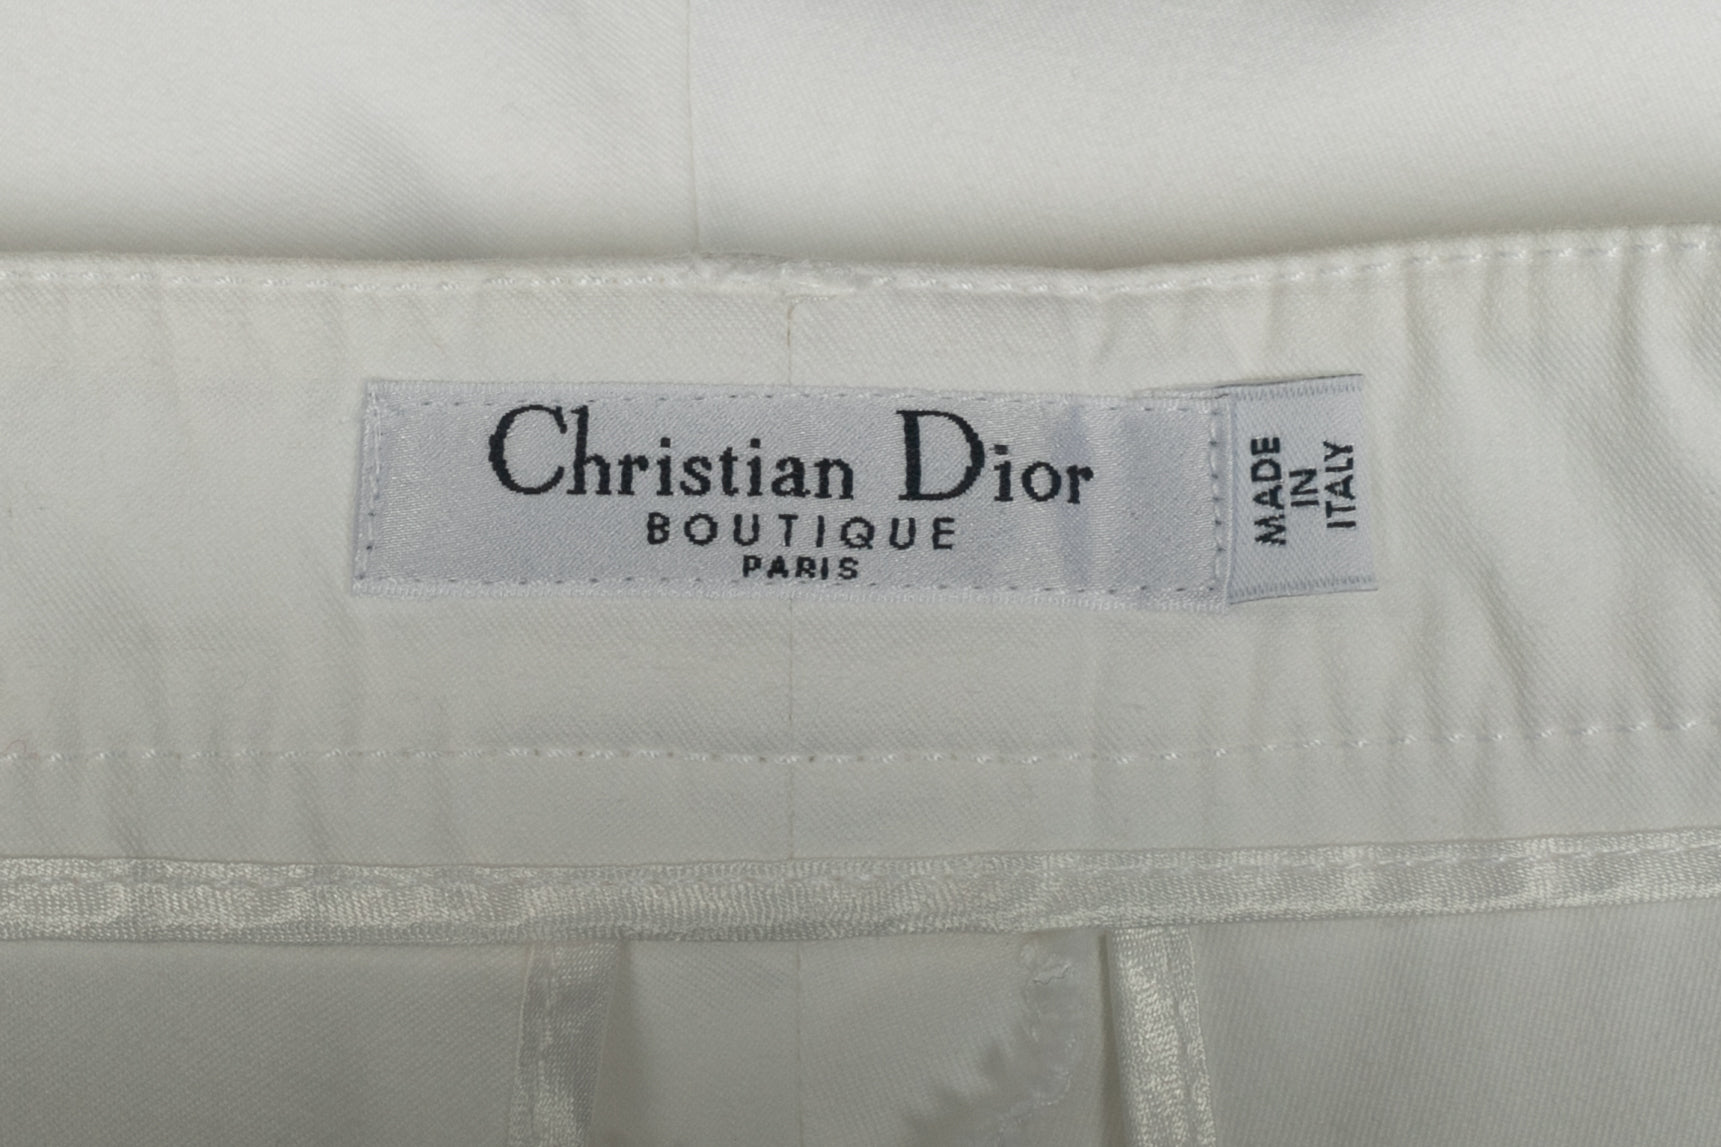 Christian Dior
BOUTIQUE
PARIS
MADE
IN
ITALY